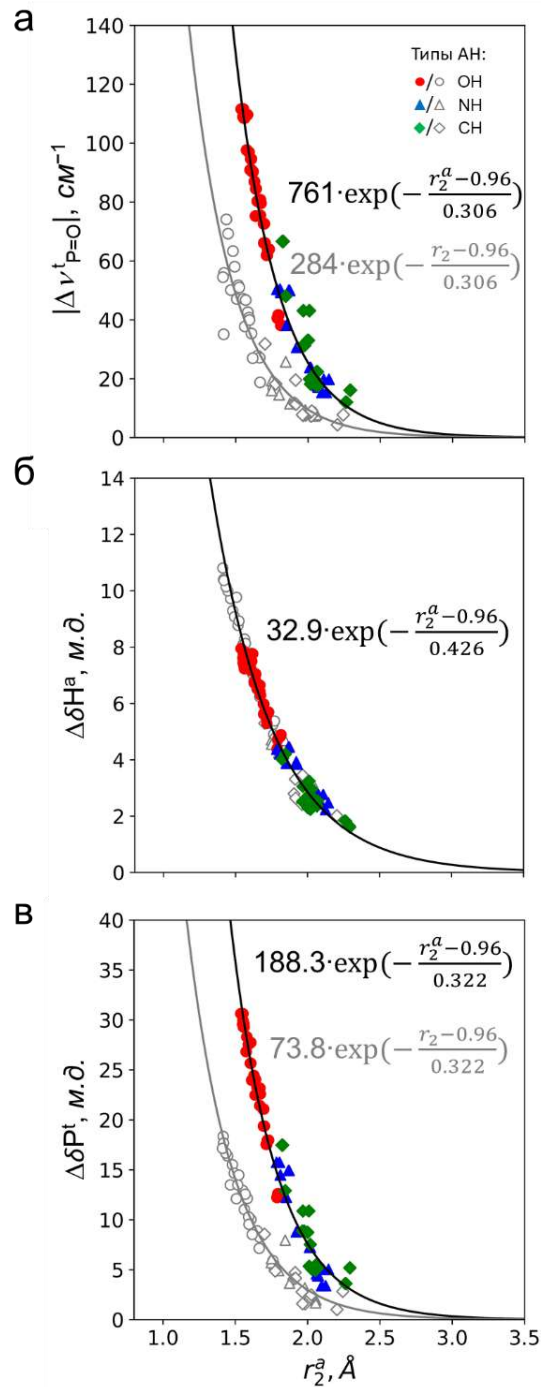 а
140
120
100
80
60
40
20
0
|Δν^t_{P=O}|, см⁻¹
Типы АН:
/ OH
/ NH
/ CH
761·exp(−(r₂ᵃ−0.96)/0.306)
284·exp(−(r₂−0.96)/0.306)
б
14
12
10
8
6
4
2
0
ΔδHᵃ, м.д.
32.9·exp(−(r₂ᵃ−0.96)/0.426)
в
40
35
30
25
20
15
10
5
0
ΔδPᵗ, м.д.
188.3·exp(−(r₂ᵃ−0.96)/0.322)
73.8·exp(−(r₂−0.96)/0.322)
1.0 1.5 2.0 2.5 3.0 3.5
r₂ᵃ, Å